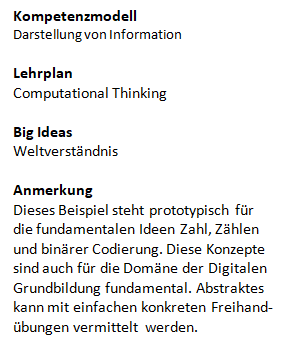 Kompetenzmodell
Darstellung von Information
Lehrplan
Computational Thinking
Big Ideas
Weltverständnis
Anmerkung
Dieses Beispiel steht prototypisch für
die fundamentalen Ideen Zahl, Zählen
und binärer Codierung. Diese Konzepte
sind auch für die Domäne der Digitalen
Grundbildung fundamental. Abstraktes
kann mit einfachen konkreten Freihand-
übungen vermittelt werden.